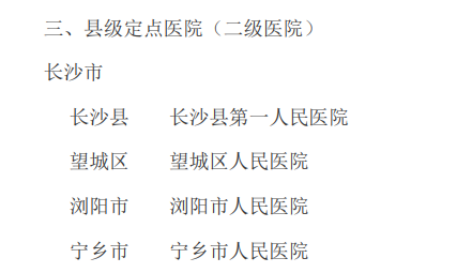 三、县级定点医院（二级医院）
长沙市
长沙县 长沙县第一人民医院
望城区 望城区人民医院
浏阳市 浏阳市人民医院
宁乡市 宁乡市人民医院